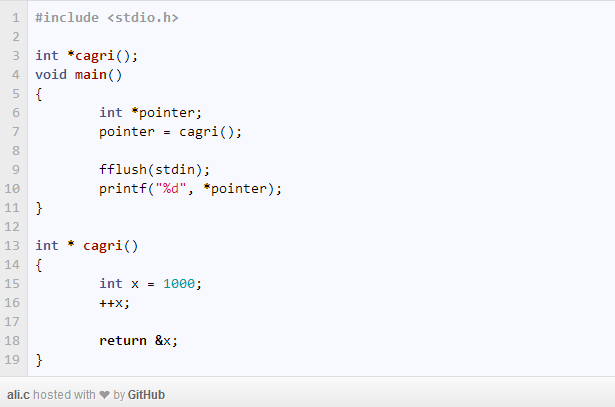 1 #include <stdio.h>
2
3 int *cagri();
4 void main()
5 {
6         int *pointer;
7         pointer = cagri();
8
9         fflush(stdin);
10         printf("%d", *pointer);
11 }
12
13 int * cagri()
14 {
15         int x = 1000;
16         ++x;
17
18         return &x;
19 }
ali.c hosted with ❤ by GitHub